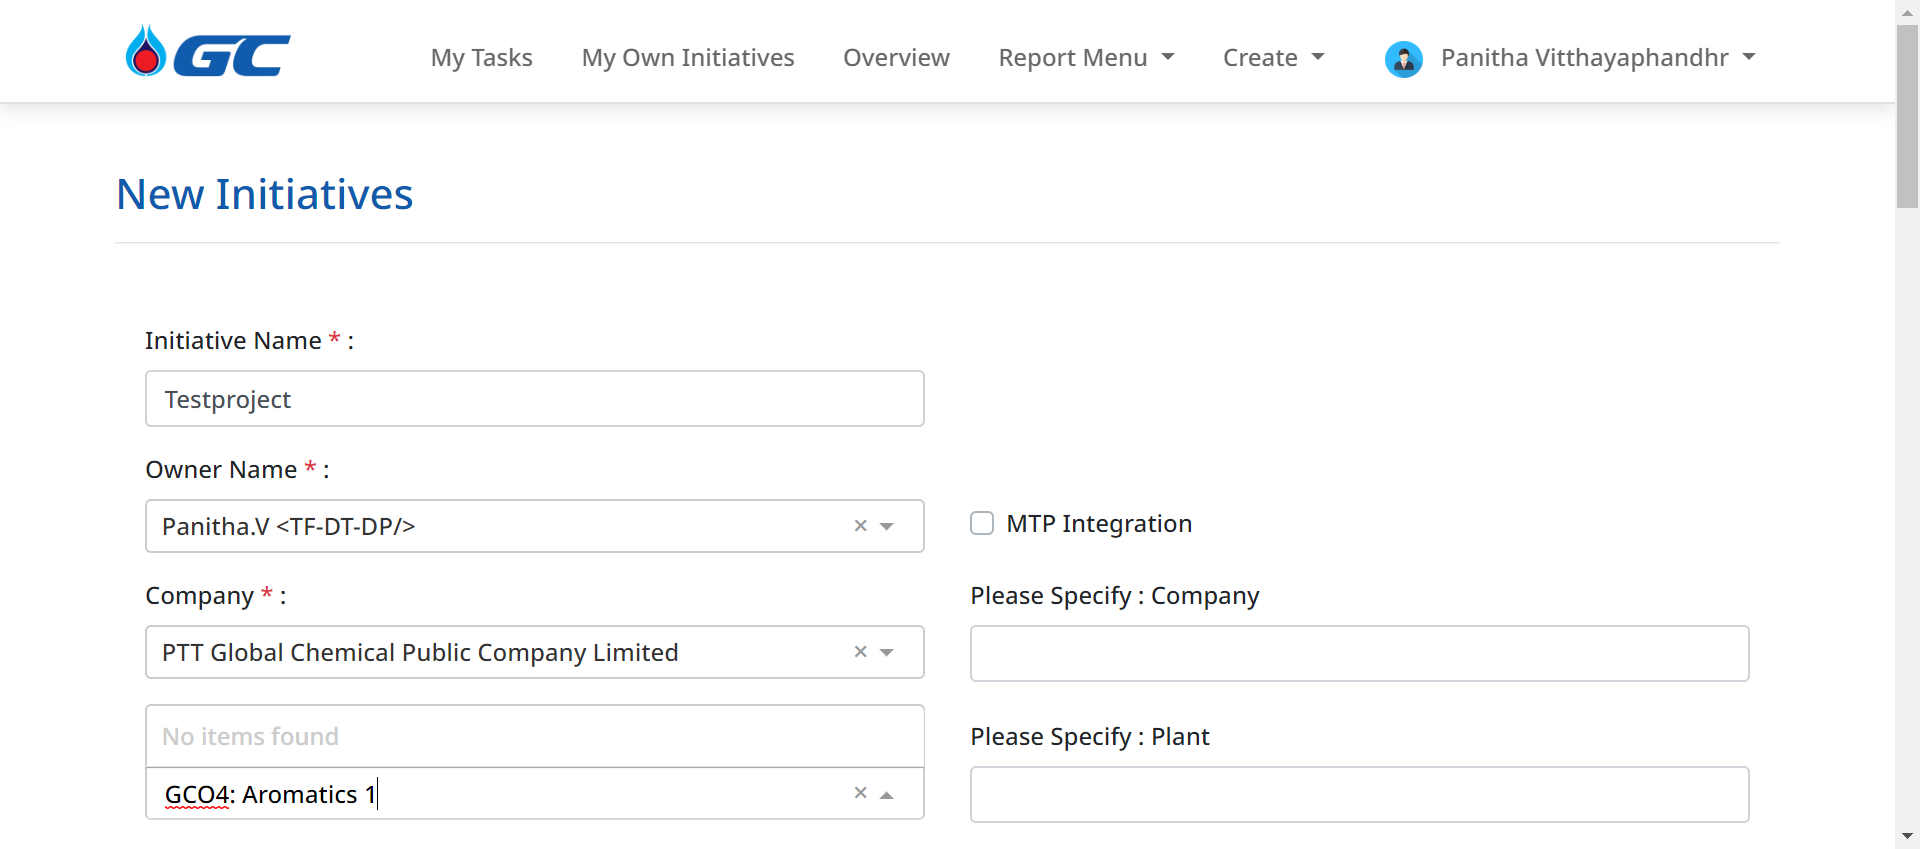 GC
My Tasks
My Own Initiatives
Overview
Report Menu
Create
Panitha Vitthayaphandhr
New Initiatives
Initiative Name * :
Testproject
Owner Name * :
Panitha.V <TF-DT-DP/>
MTP Integration
Company * :
Please Specify : Company
PTT Global Chemical Public Company Limited
No items found
Please Specify : Plant
GCO4: Aromatics 1